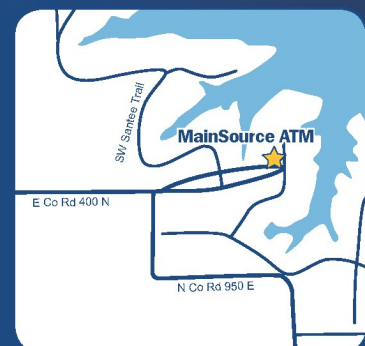 SW Santee Trail
MainSource ATM
E Co Rd 400 N
N Co Rd 950 E